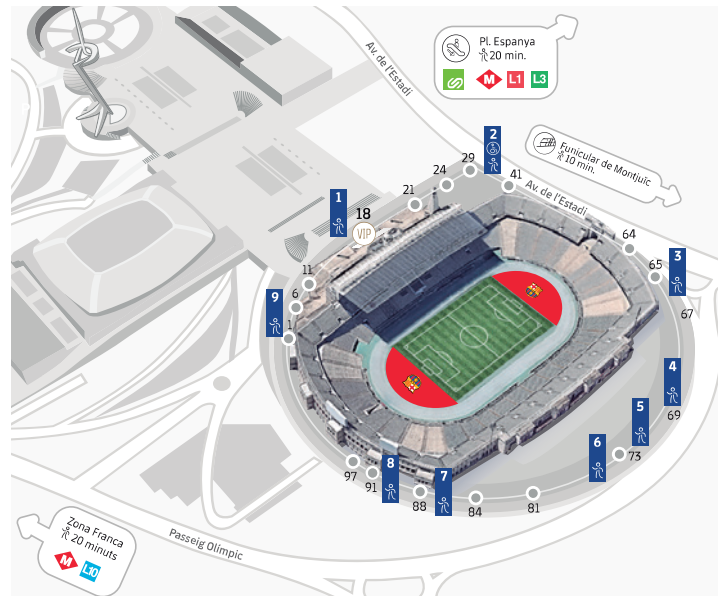 Av. de l'Estadi
Pl. Espanya
20 min.
M L1 L3
Funicular de Montjuïc
10 min.
Av. de l'Estadi
1
2
29
24
41
21
18
VIP
64
65
3
67
11
6
9
1
4
5
69
6
73
97
91
8
88
7
84
81
Passeig Olímpic
Zona Franca
20 minuts
M L10